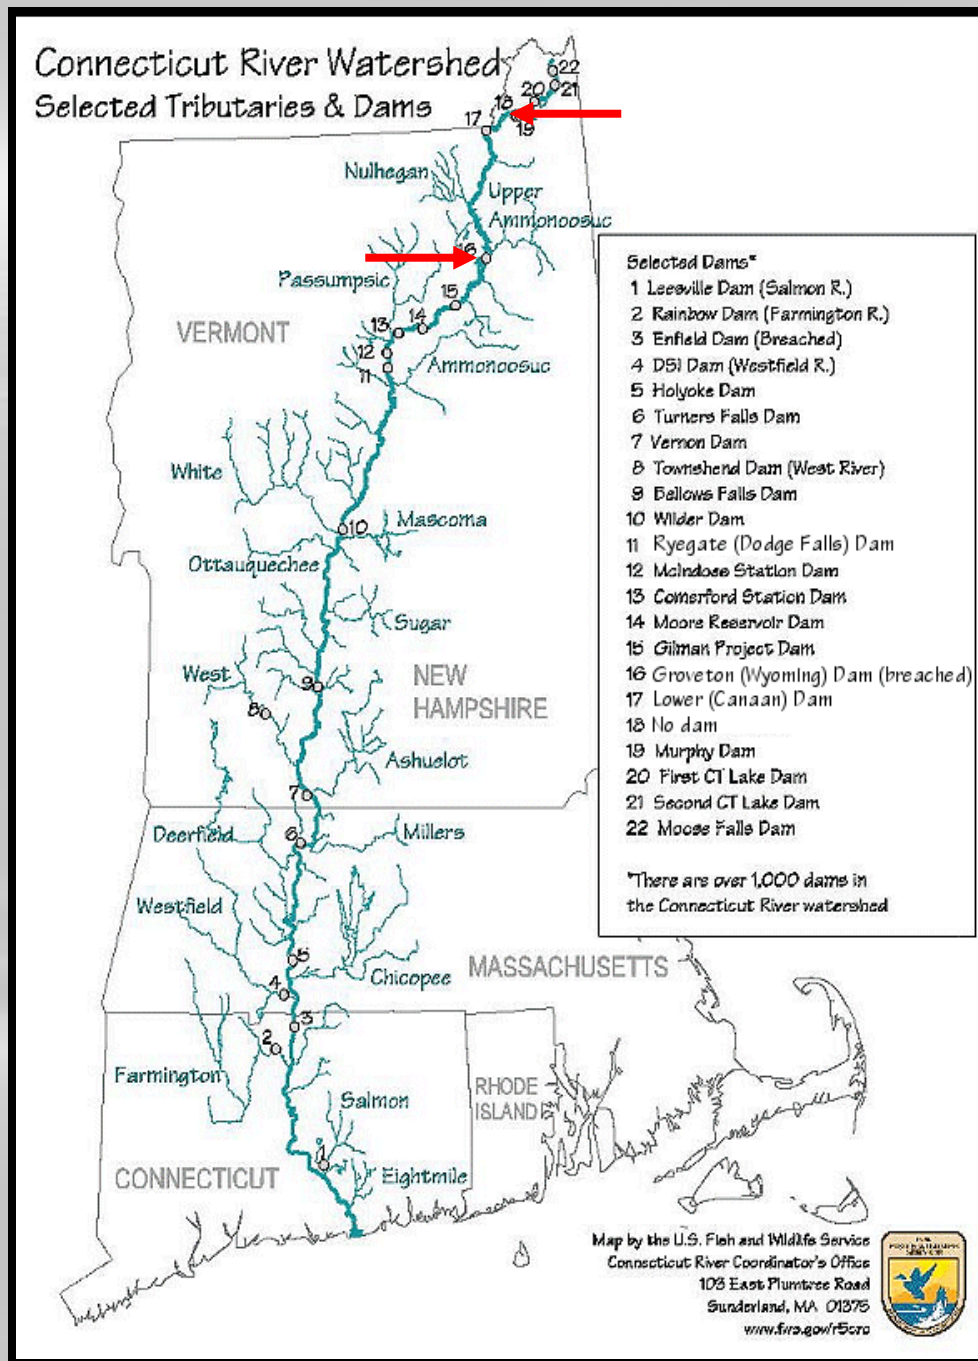 Connecticut River Watershed
Selected Tributaries & Dams
22
20
21
18
17
19
Nulhegan
Upper
Ammonoosuc
16
Passumpsic
15
VERMONT
14
13
12
Ammonoosuc
11
White
10
Mascoma
Ottauquechee
Sugar
West
9
NEW
HAMPSHIRE
8
Ashuelot
7
Deerfield
6
Millers
Westfield
5
Chicopee
MASSACHUSETTS
4
3
2
Farmington
RHODE
ISLAND
Salmon
1
Eightmile
CONNECTICUT
Selected Dams*
1 Leesville Dam (Salmon R.)
2 Rainbow Dam (Farmington R.)
3 Enfield Dam (Breached)
4 DSI Dam (Westfield R.)
5 Holyoke Dam
6 Turners Falls Dam
7 Vernon Dam
8 Townshend Dam (West River)
9 Bellows Falls Dam
10 Wilder Dam
11 Ryegate (Dodge Falls) Dam
12 McIndoes Station Dam
13 Comerford Station Dam
14 Moore Reservoir Dam
15 Gilman Project Dam
16 Groveton (Wyoming) Dam (breached)
17 Lower (Canaan) Dam
18 No dam
19 Murphy Dam
20 First CT Lake Dam
21 Second CT Lake Dam
22 Moose Falls Dam
*There are over 1,000 dams in
the Connecticut River watershed
Map by the U.S. Fish and Wildlife Service
Connecticut River Coordinator's Office
103 East Plumtree Road
Sunderland, MA 01375
www.fws.gov/r5crc